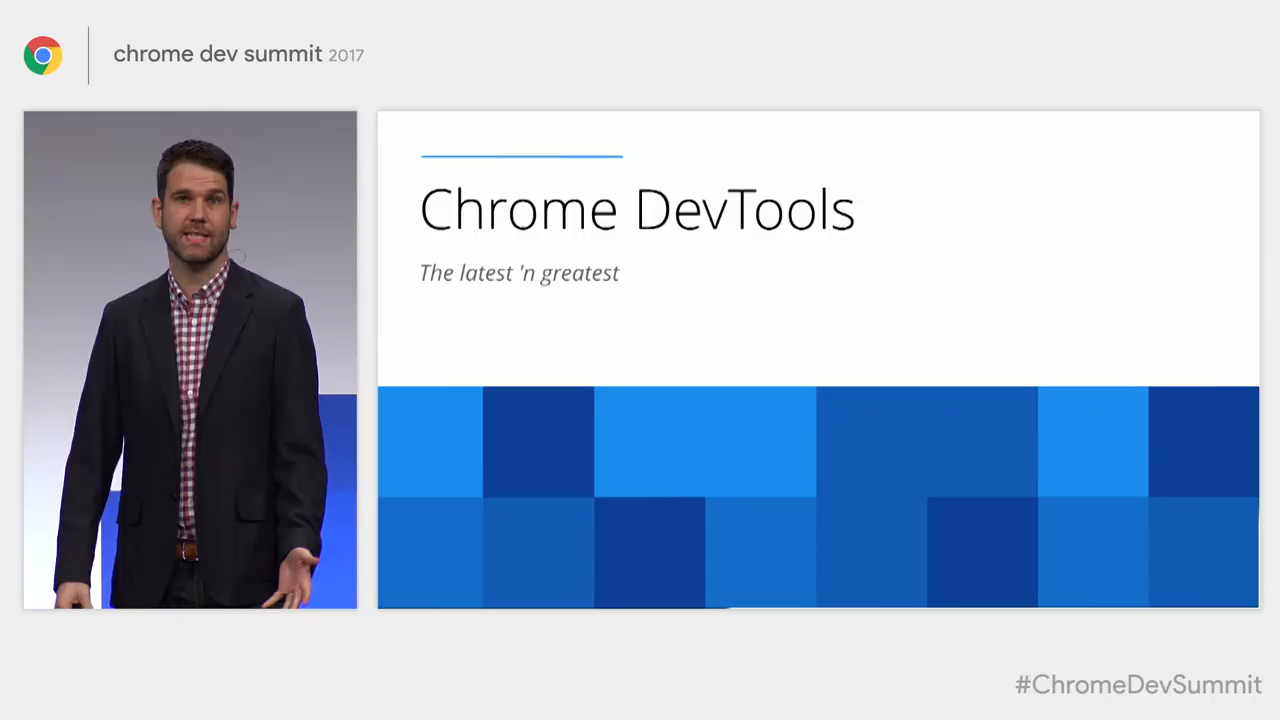 chrome dev summit 2017
Chrome DevTools
The latest 'n greatest
#ChromeDevSummit